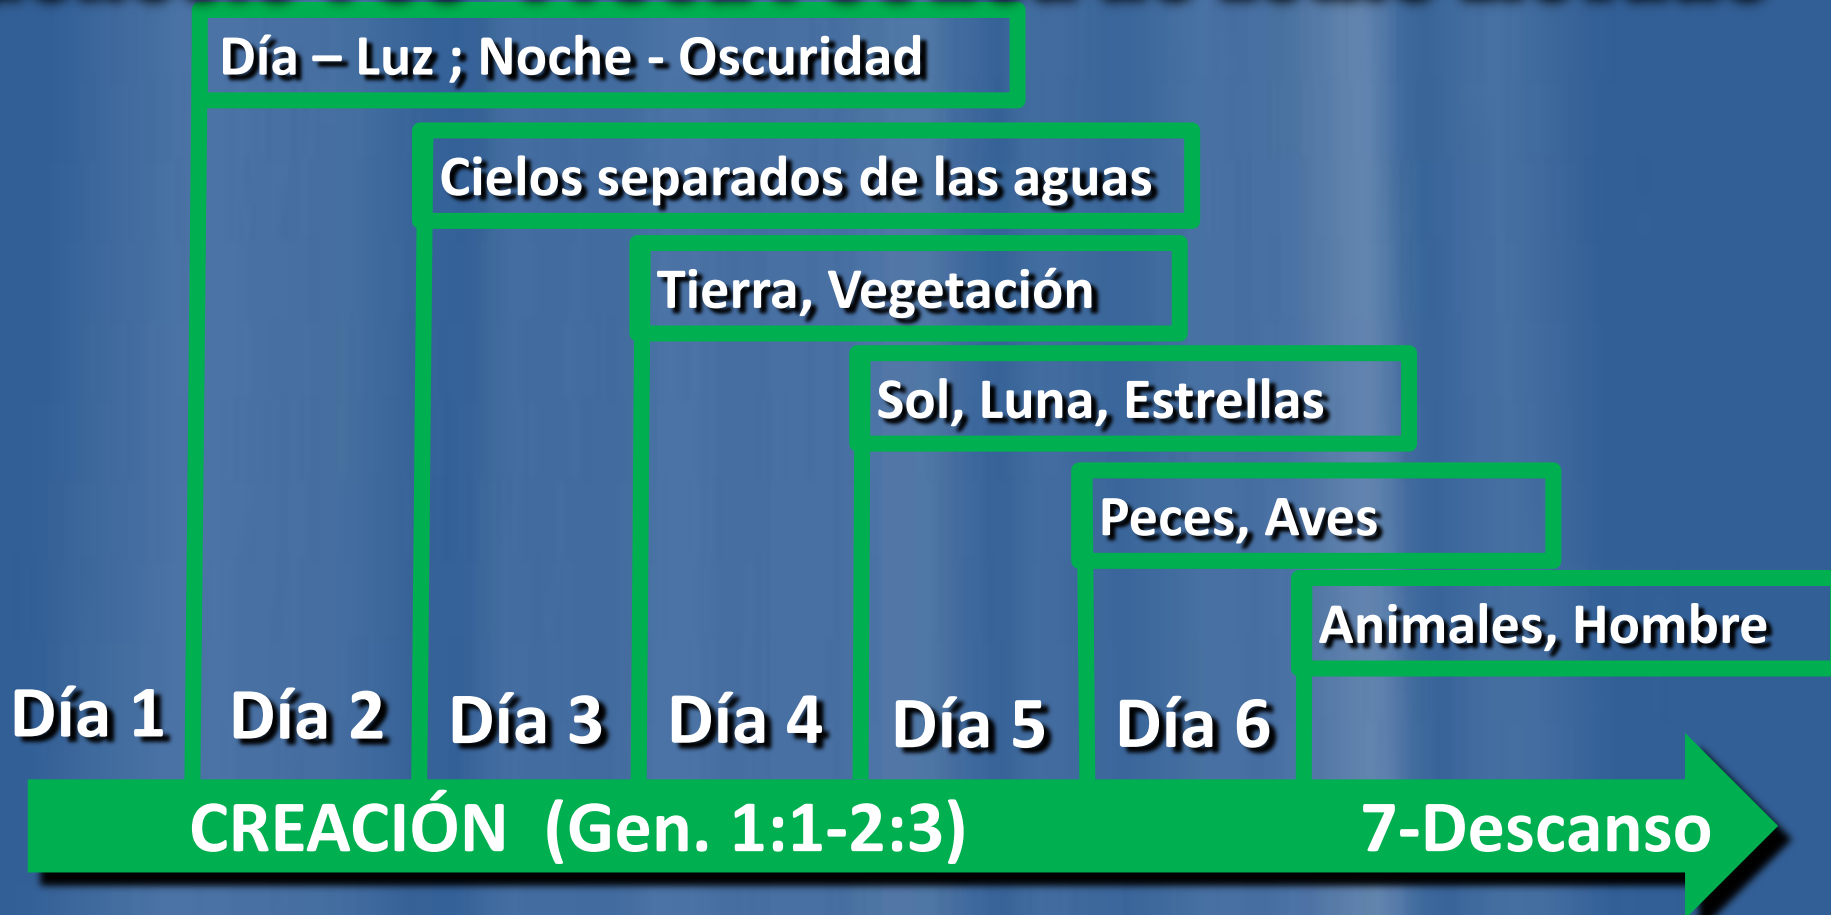 Día – Luz ; Noche - Oscuridad
Cielos separados de las aguas
Tierra, Vegetación
Sol, Luna, Estrellas
Peces, Aves
Animales, Hombre
Día 1 Día 2 Día 3 Día 4 Día 5 Día 6
CREACIÓN (Gen. 1:1-2:3) 7-Descanso